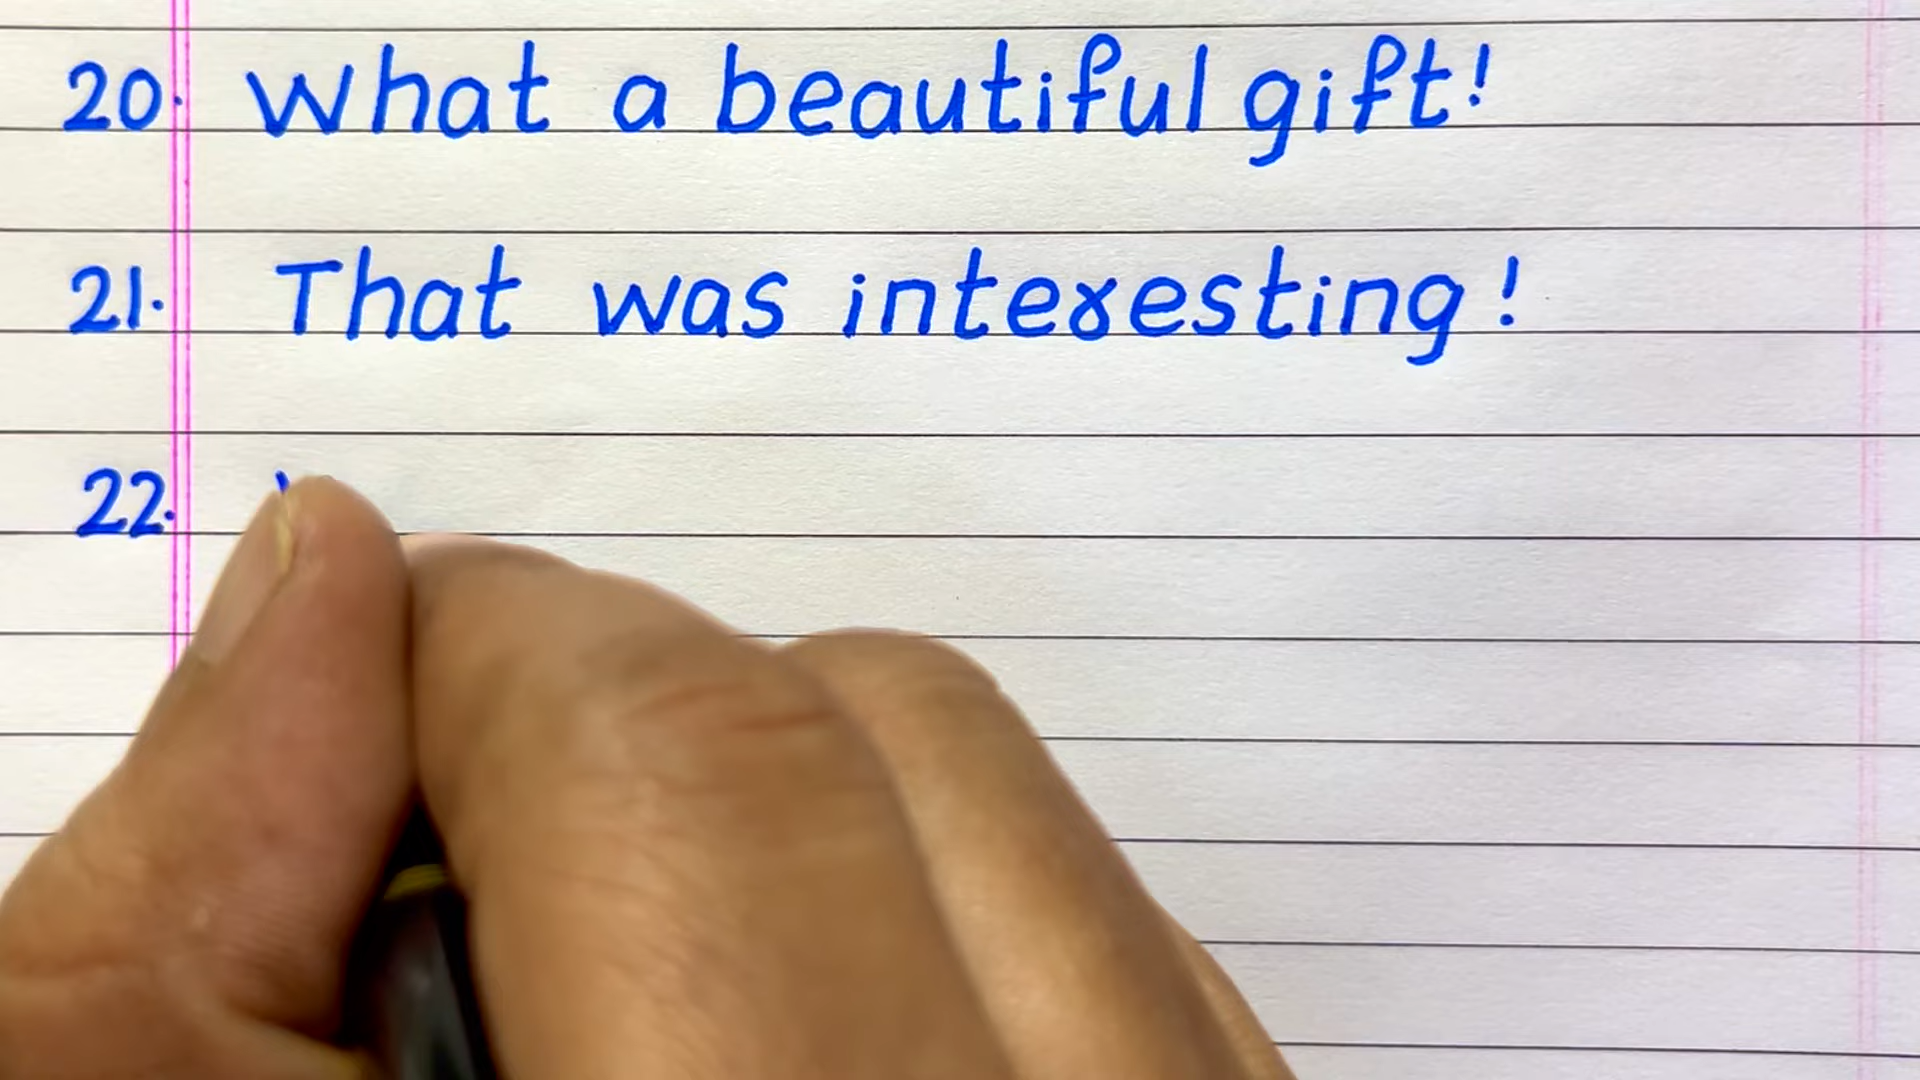 20. What a beautiful gift!
21. That was interesting!
22.